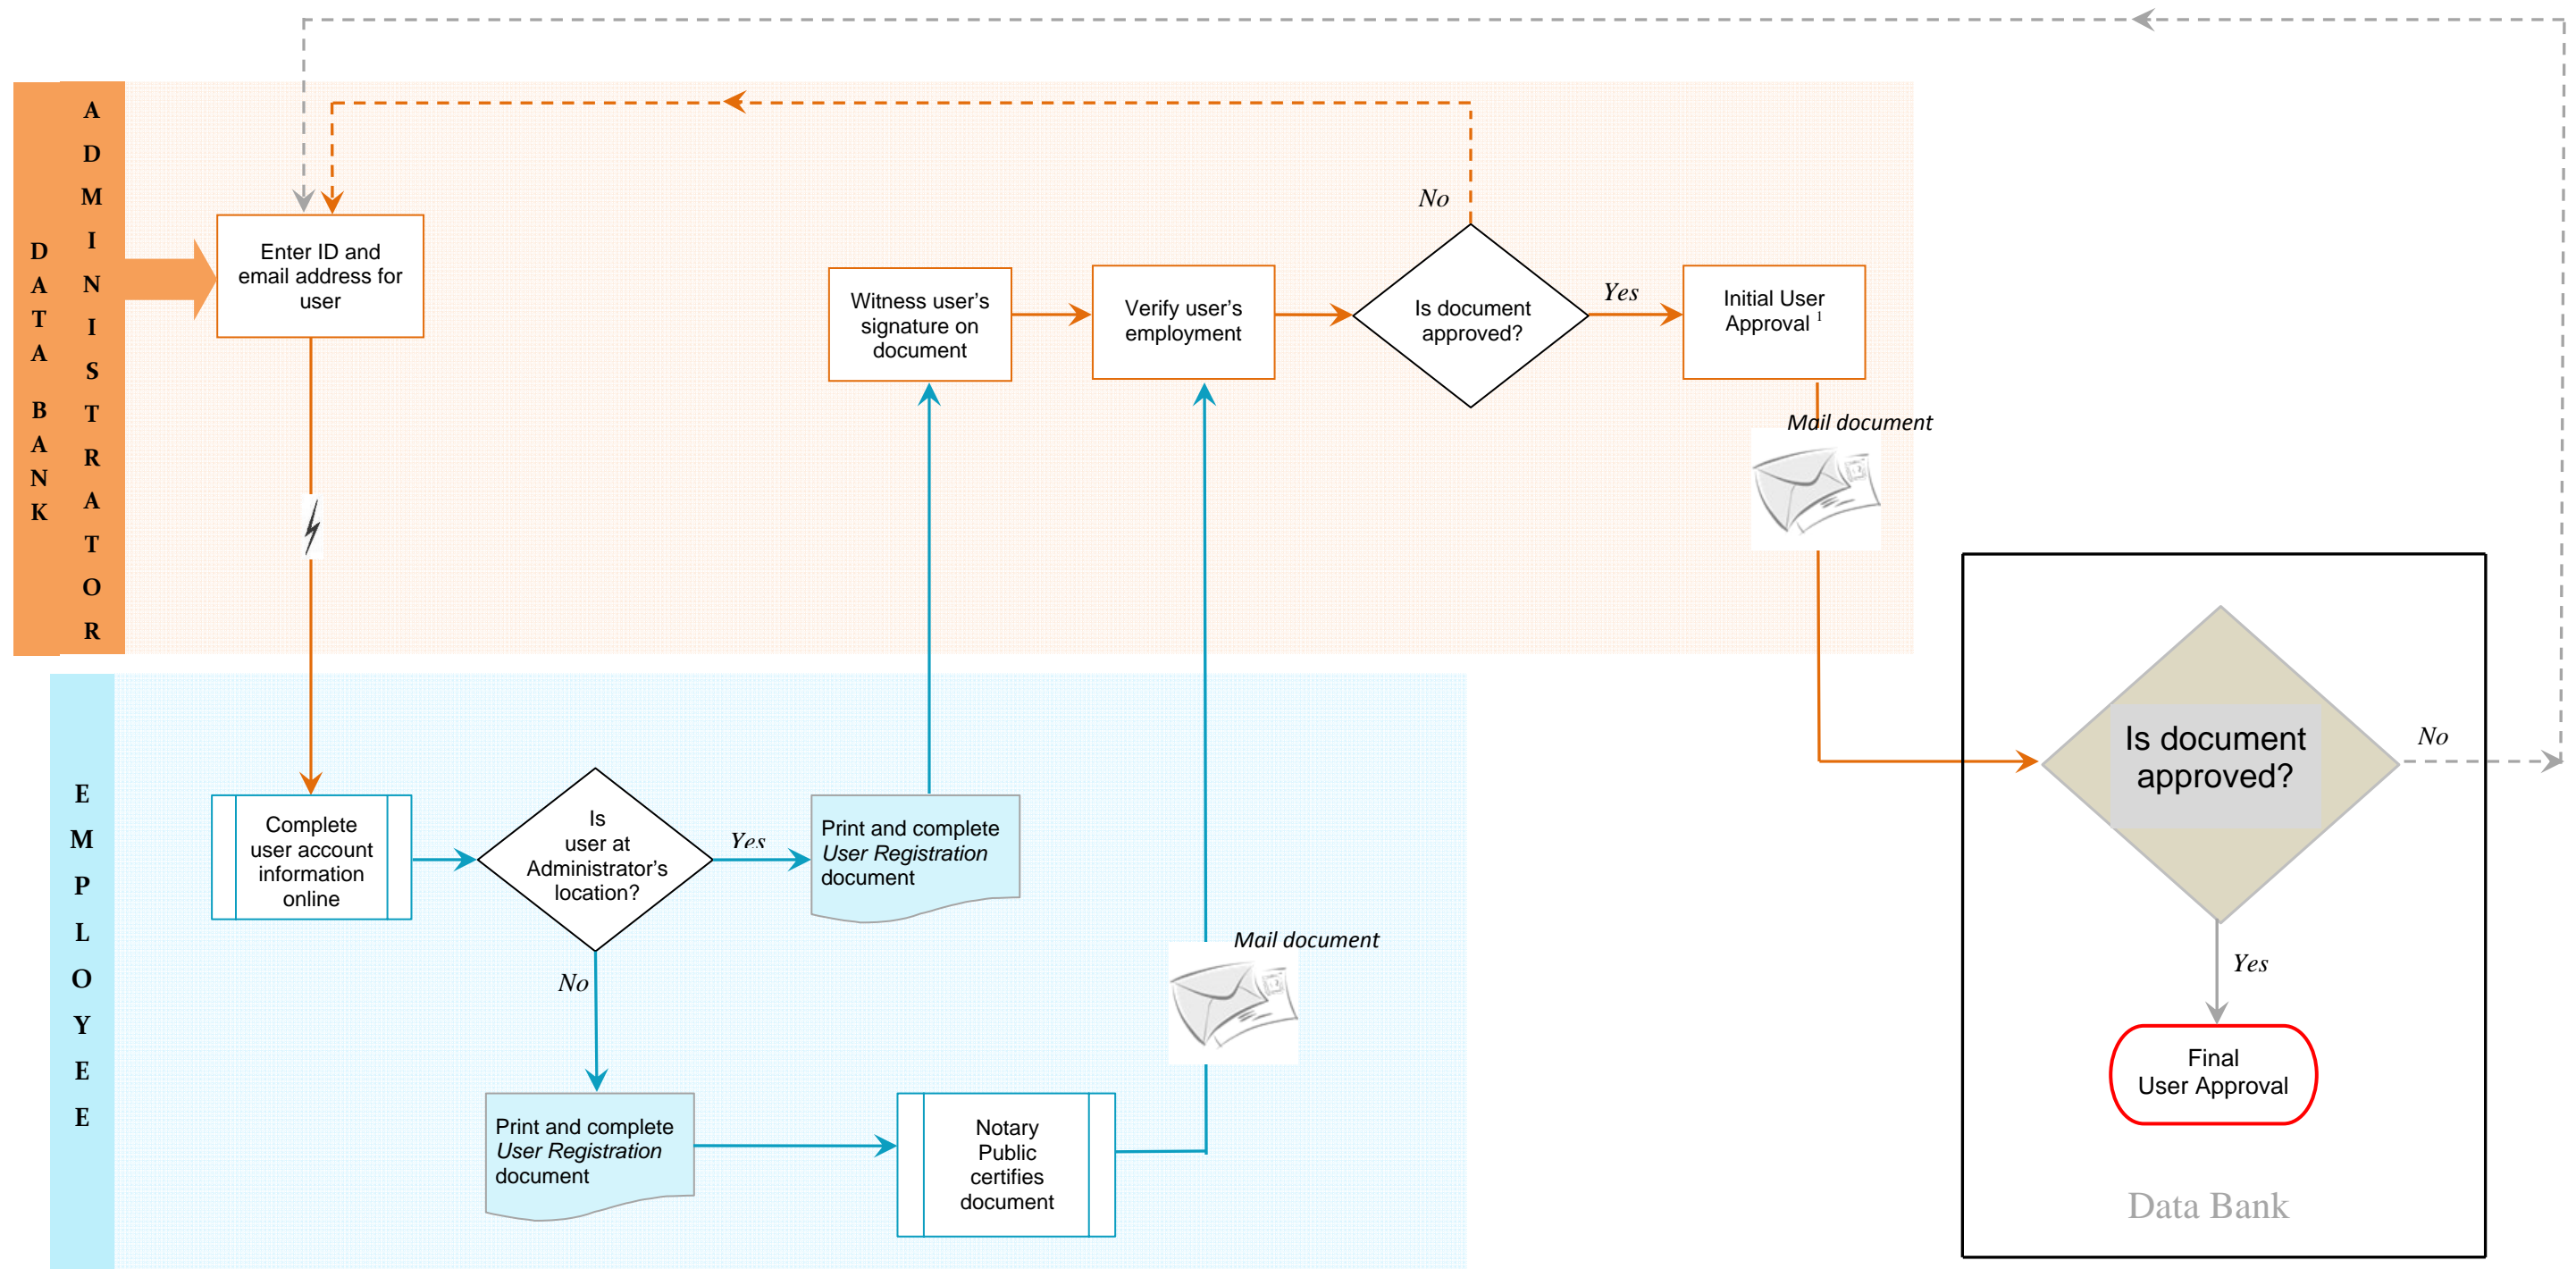 DATA BANK
ADMINISTRATOR
Enter ID and
email address for
user
Witness user's
signature on
document
Verify user's
employment
No
Is document
approved?
Yes
Initial User
Approval 1
Mail document
EMPLOYEE
Complete
user account
information
online
Is
user at
Administrator's
location?
Yes
Print and complete
User Registration
document
No
Print and complete
User Registration
document
Notary
Public
certifies
document
Mail document
Is document
approved?
No
Yes
Final
User Approval
Data Bank